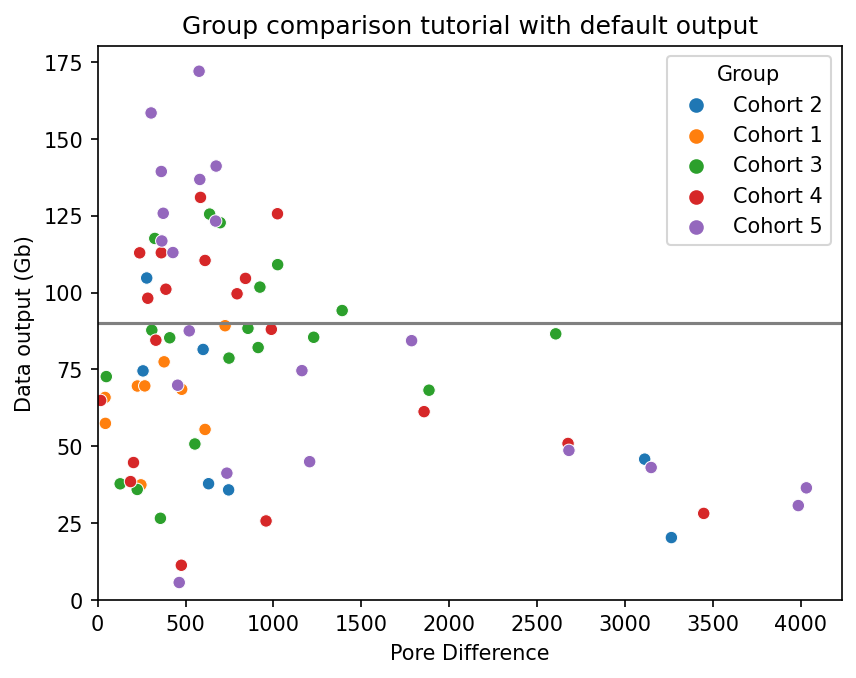 Group comparison tutorial with default output
175
150
125
100
75
50
25
0
Data output (Gb)
0 500 1000 1500 2000 2500 3000 3500 4000
Pore Difference
Group
Cohort 2
Cohort 1
Cohort 3
Cohort 4
Cohort 5